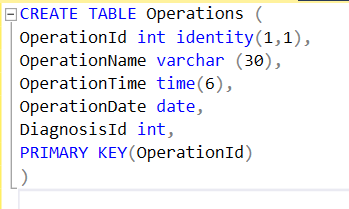 CREATE TABLE Operations (
OperationId int identity(1,1),
OperationName varchar (30),
OperationTime time(6),
OperationDate date,
DiagnosisId int,
PRIMARY KEY(OperationId)
)